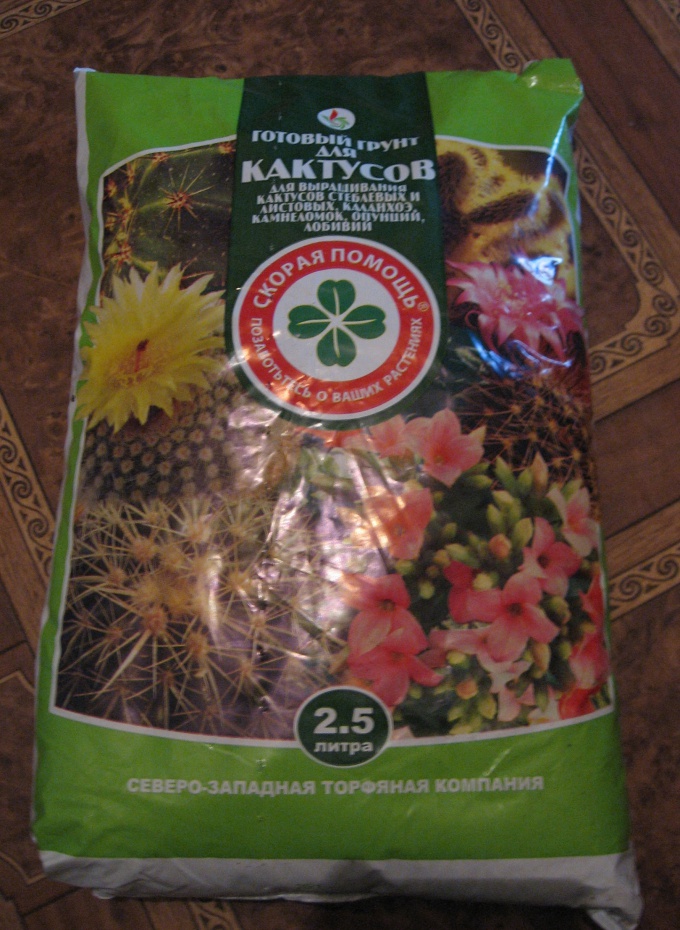 ГОТОВЫЙ ГРУНТ
ДЛЯ
КАКТУСОВ
ДЛЯ ВЫРАЩИВАНИЯ
КАКТУСОВ СТЕБЛЕВЫХ И
ЛИСТОВЫХ, КАЛАНХОЭ,
КАМНЕЛОМОК, ОПУНЦИЙ,
ЛОБИВИЙ
СКОРАЯ ПОМОЩЬ®
ПОЗАБОТЬТЕСЬ О ВАШИХ РАСТЕНИЯХ
2.5
литра
СЕВЕРО-ЗАПАДНАЯ ТОРФЯНАЯ КОМПАНИЯ